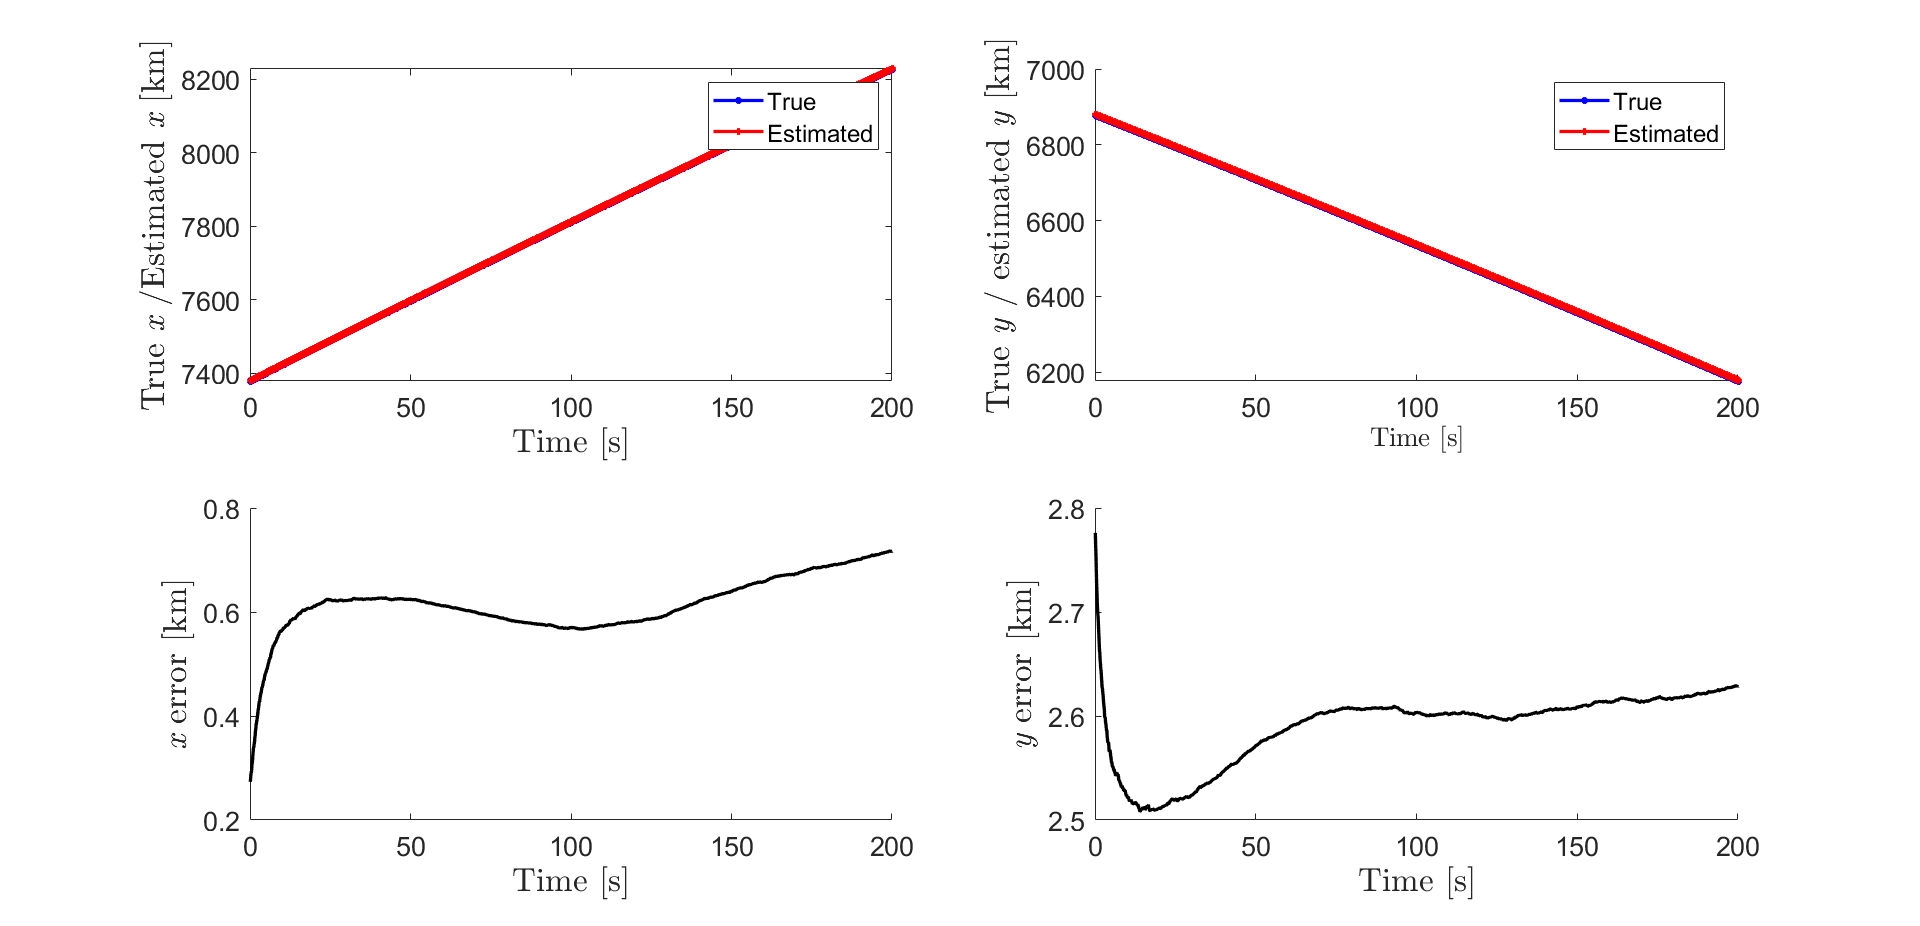 True x /Estimated x [km]
8200
8000
7800
7600
7400
0 50 100 150 200
Time [s]
True
Estimated
True y / estimated y [km]
7000
6800
6600
6400
6200
0 50 100 150 200
Time [s]
True
Estimated
x error [km]
0.8
0.6
0.4
0.2
0 50 100 150 200
Time [s]
y error [km]
2.8
2.7
2.6
2.5
0 50 100 150 200
Time [s]